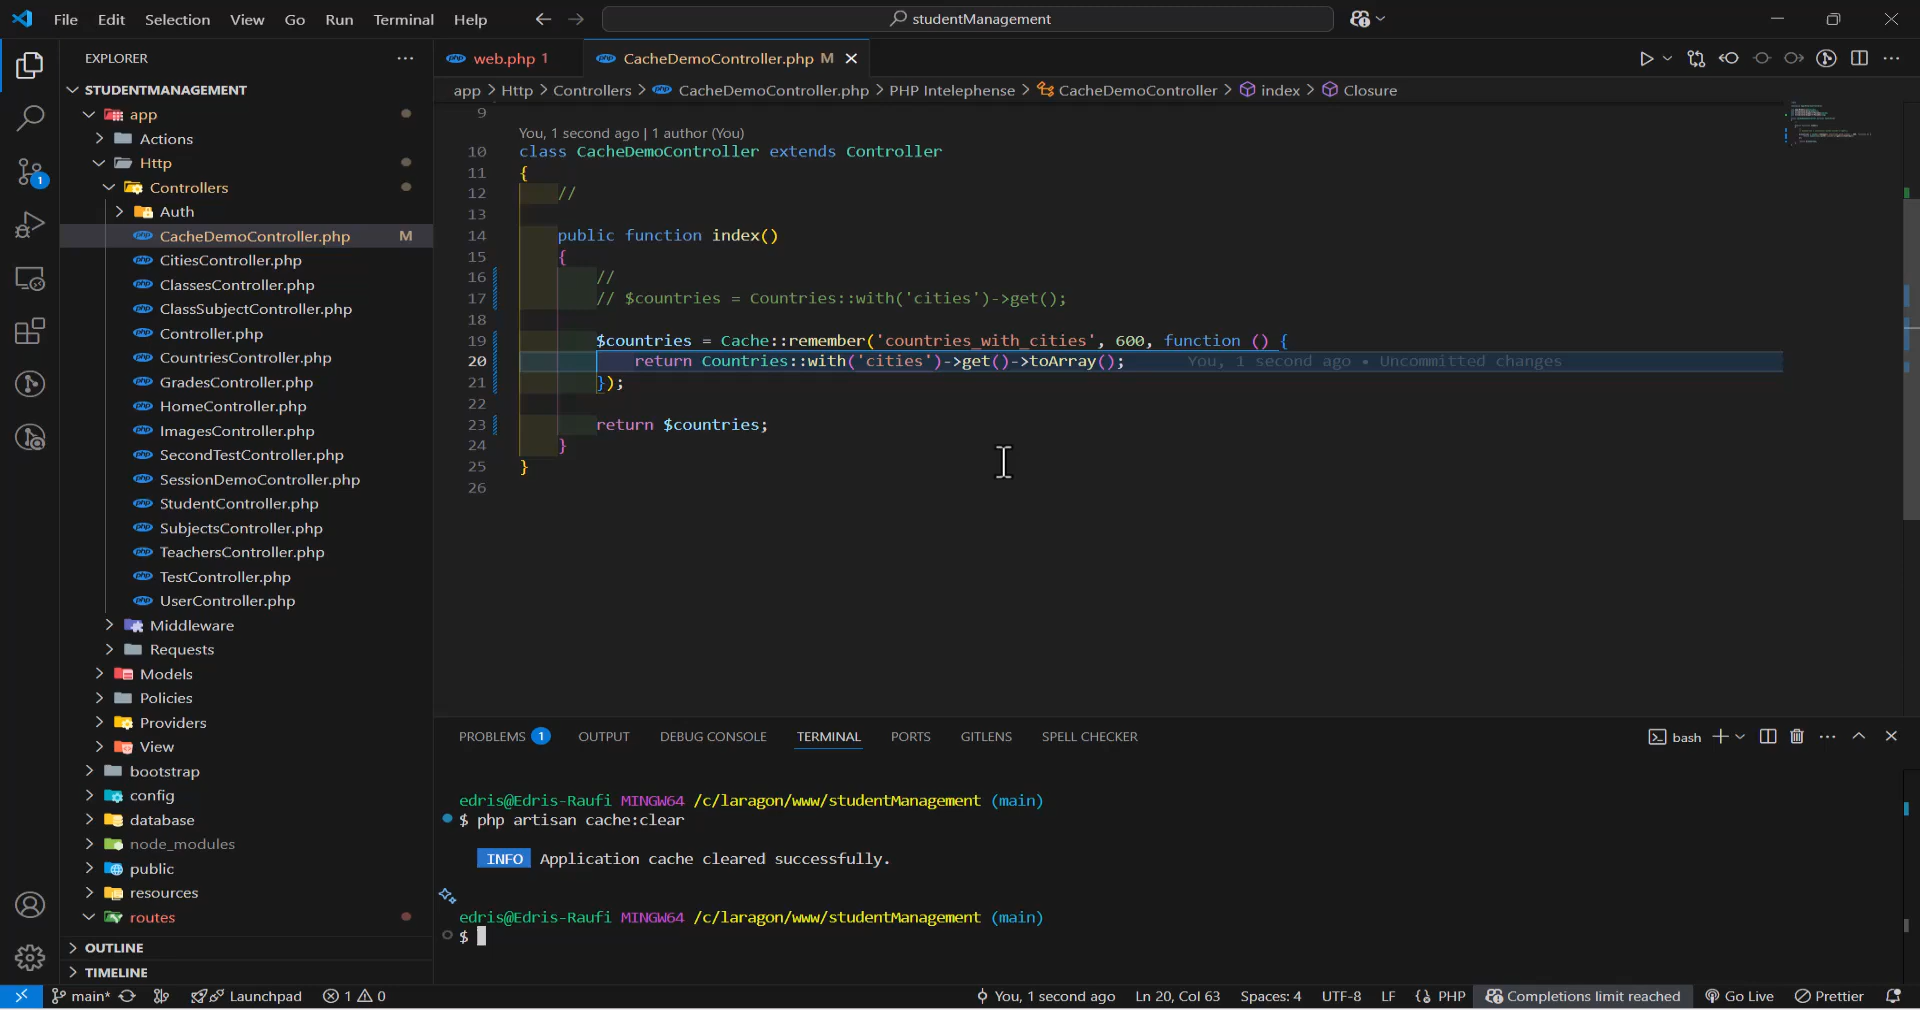 File Edit Selection View Go Run Terminal Help
studentManagement
EXPLORER
STUDENTMANAGEMENT
app
Actions
Http
Controllers
Auth
CacheDemoController.php M
CitiesController.php
ClassesController.php
ClassSubjectController.php
Controller.php
CountriesController.php
GradesController.php
HomeController.php
ImagesController.php
SecondTestController.php
SessionDemoController.php
StudentController.php
SubjectsController.php
TeachersController.php
TestController.php
UserController.php
Middleware
Requests
Models
Policies
Providers
View
bootstrap
config
database
node_modules
public
resources
routes
OUTLINE
TIMELINE
1
web.php 1
CacheDemoController.php M
app > Http > Controllers > CacheDemoController.php > PHP Intelephense > CacheDemoController > index > Closure
9
You, 1 second ago | 1 author (You)
10 class CacheDemoController extends Controller
11 {
12 //
13
14 public function index()
15 {
16 //
17 // $countries = Countries::with('cities')->get();
18
19 $countries = Cache::remember('countries_with_cities', 600, function () {
20 return Countries::with('cities')->get()->toArray(); You, 1 second ago • Uncommitted changes
21 });
22
23 return $countries;
24 }
25 }
26
PROBLEMS 1 OUTPUT DEBUG CONSOLE TERMINAL PORTS GITLENS SPELL CHECKER
bash
edris@Edris-Raufi MINGW64 /c/laragon/www/studentManagement (main)
$ php artisan cache:clear
INFO Application cache cleared successfully.
edris@Edris-Raufi MINGW64 /c/laragon/www/studentManagement (main)
$
main* Launchpad 1 0 You, 1 second ago Ln 20, Col 63 Spaces: 4 UTF-8 LF PHP Completions limit reached Go Live Prettier